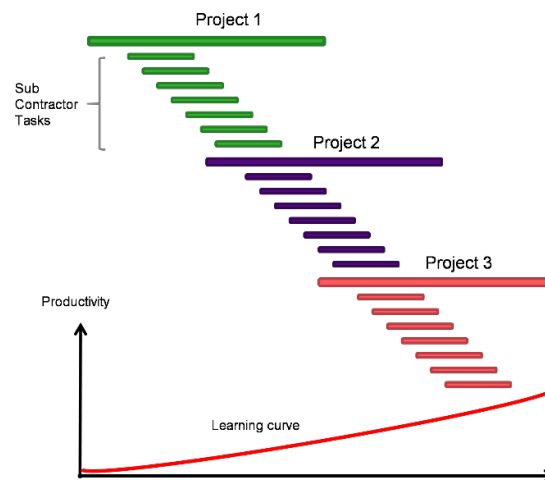 Project 1
Sub
Contractor
Tasks
Project 2
Project 3
Productivity
Learning curve